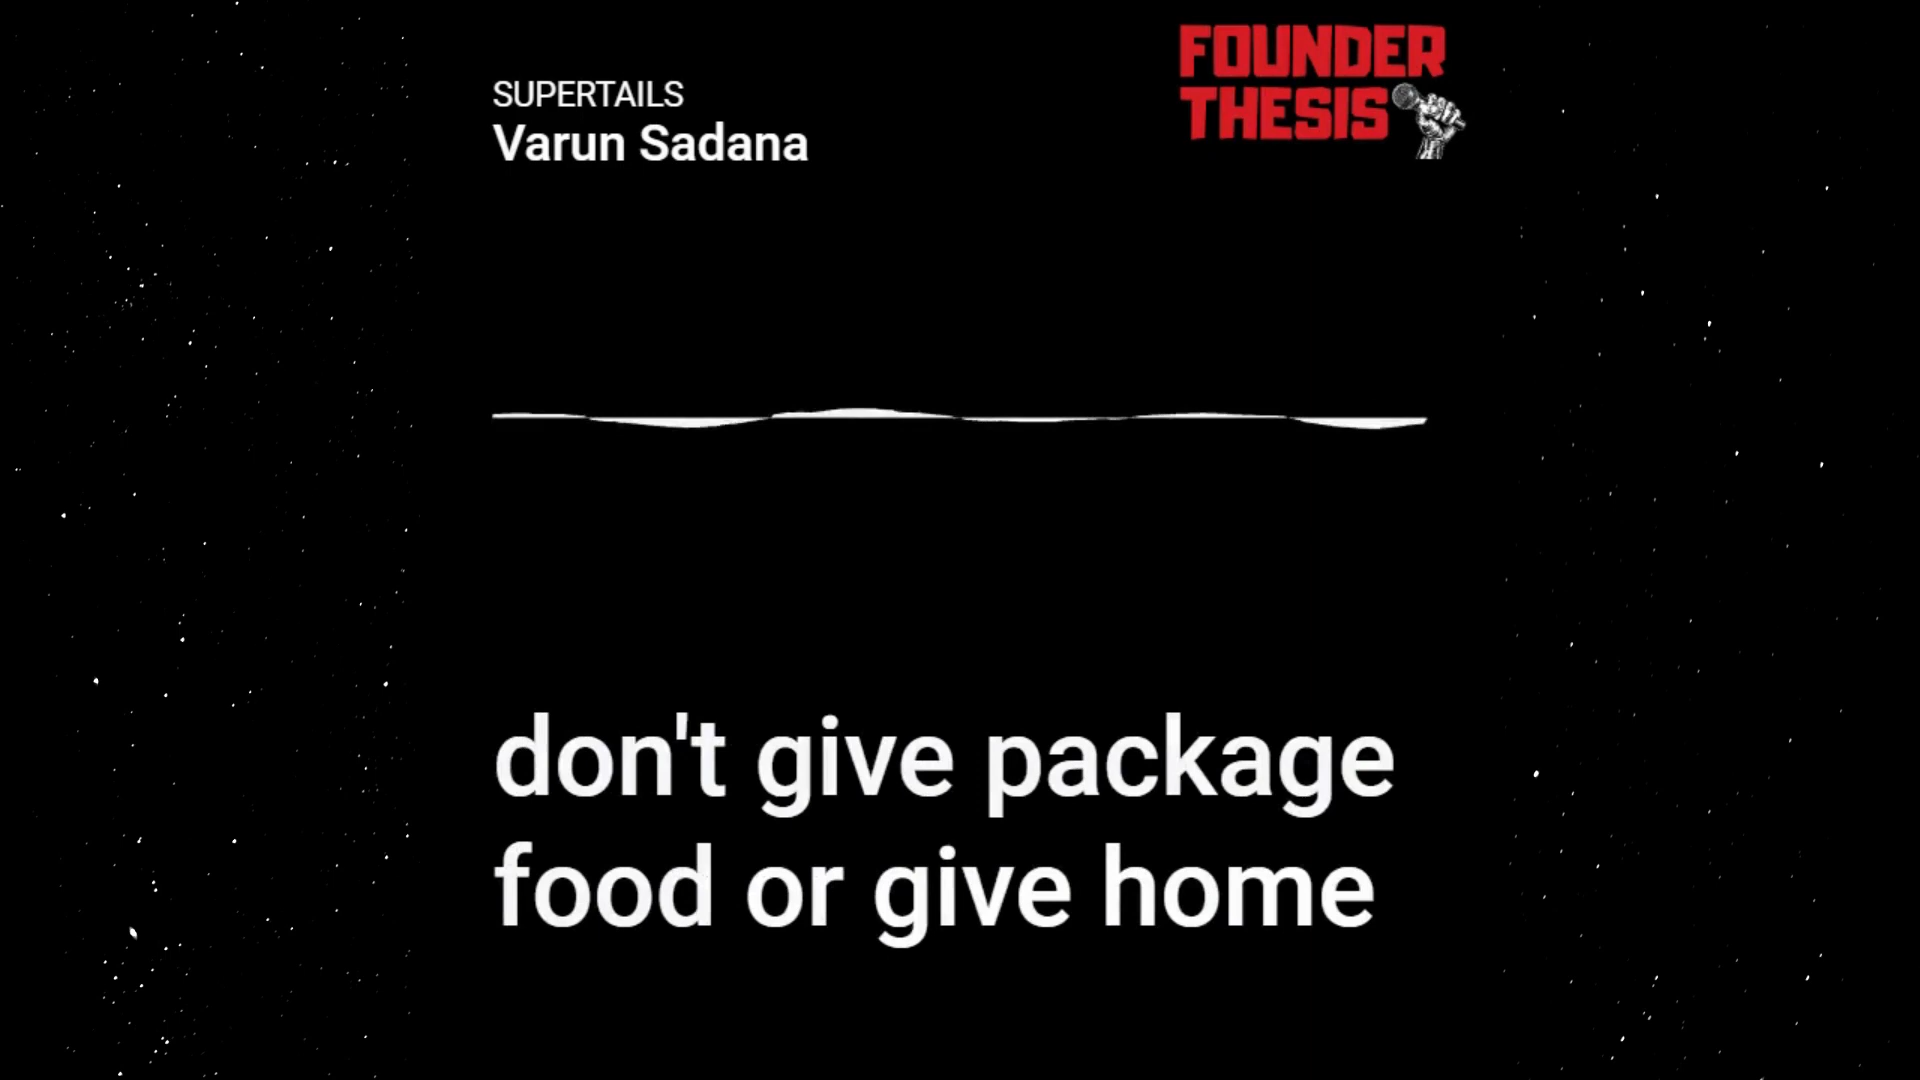 SUPERTAILS
Varun Sadana
FOUNDER
THESIS
don't give package
food or give home